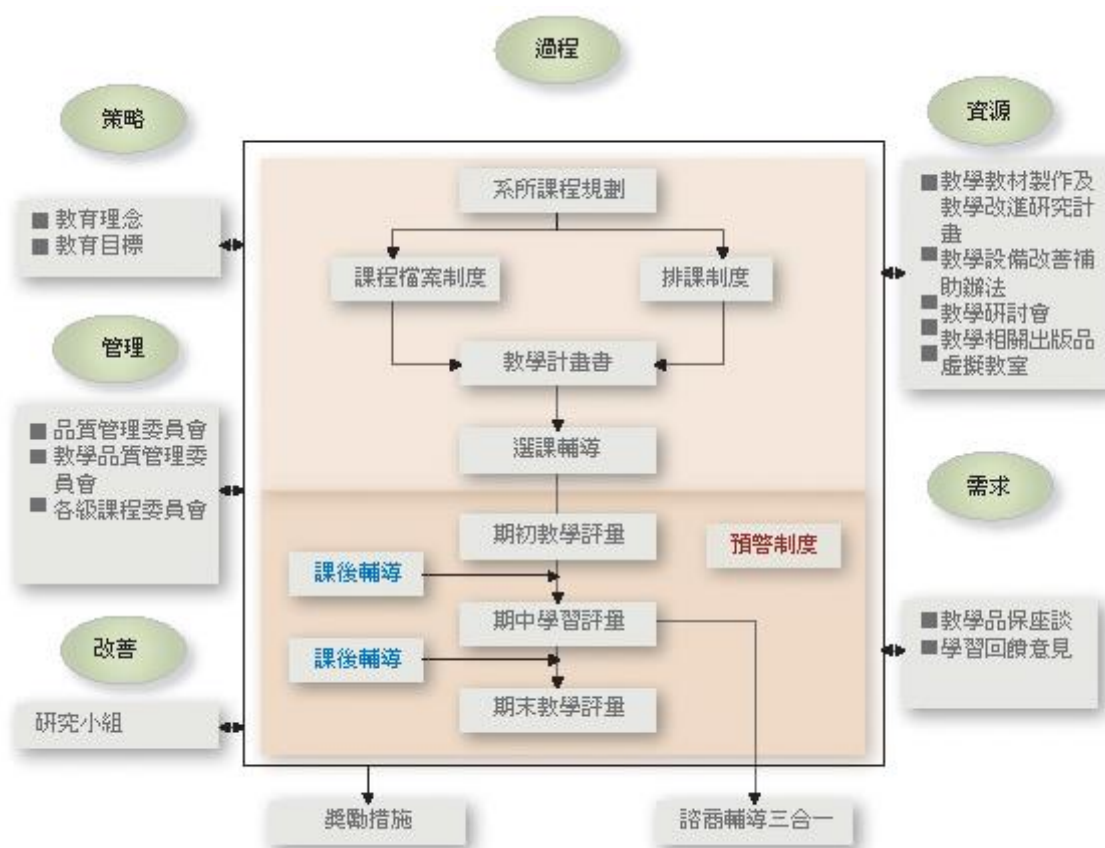 過程
策略
資源
■ 教育理念
■ 教育目標
管理
■ 品質管理委員會
■ 教學品質管理委
員會
■ 各級課程委員會
改善
研究小組
系所課程規劃
課程檔案制度
排課制度
教學計畫書
選課輔導
期初教學評量
預警制度
課後輔導
期中學習評量
課後輔導
期末教學評量
■ 教學教材製作及
教學改進研究計
畫
■ 教學設備改善補
助辦法
■ 教學研討會
■ 教學相關出版品
■ 虛擬教室
需求
■ 教學品保座談
■ 學習回饋意見
獎勵措施
諮商輔導三合一